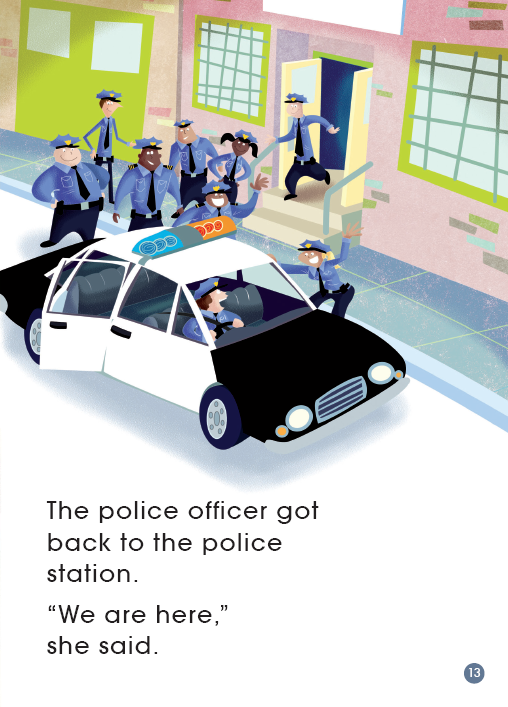 The police officer got
back to the police
station.
“We are here,”
she said.
13